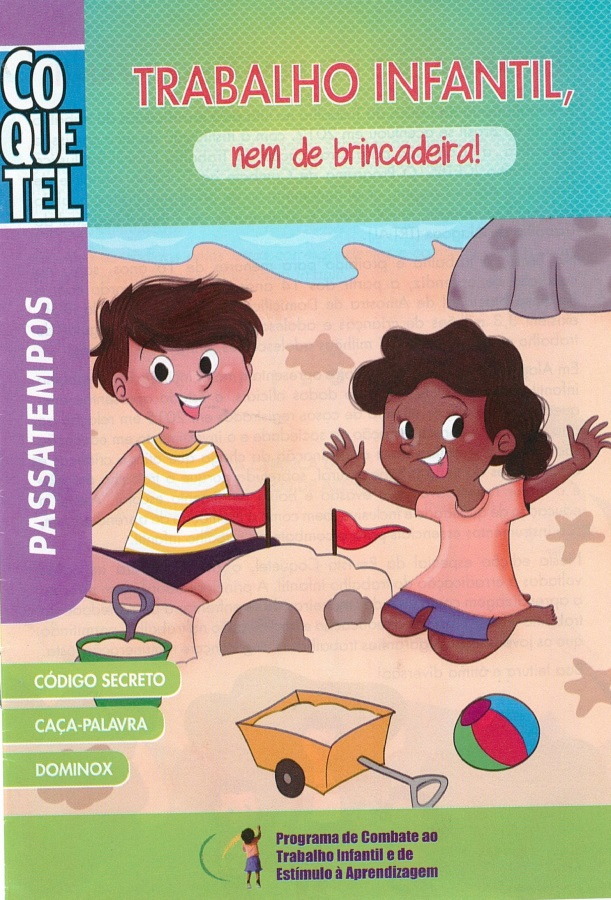 CO
QUE
TEL
TRABALHO INFANTIL,
nem de brincadeira!
PASSATEMPOS
CÓDIGO SECRETO
CAÇA-PALAVRA
DOMINOX
Programa de Combate ao
Trabalho Infantil e de
Estímulo à Aprendizagem